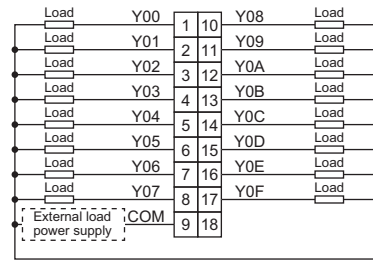 Load Y00 1 10 Y08 Load
Load Y01 2 11 Y09 Load
Load Y02 3 12 Y0A Load
Load Y03 4 13 Y0B Load
Load Y04 5 14 Y0C Load
Load Y05 6 15 Y0D Load
Load Y06 7 16 Y0E Load
Load Y07 8 17 Y0F Load
External load power supply COM 9 18